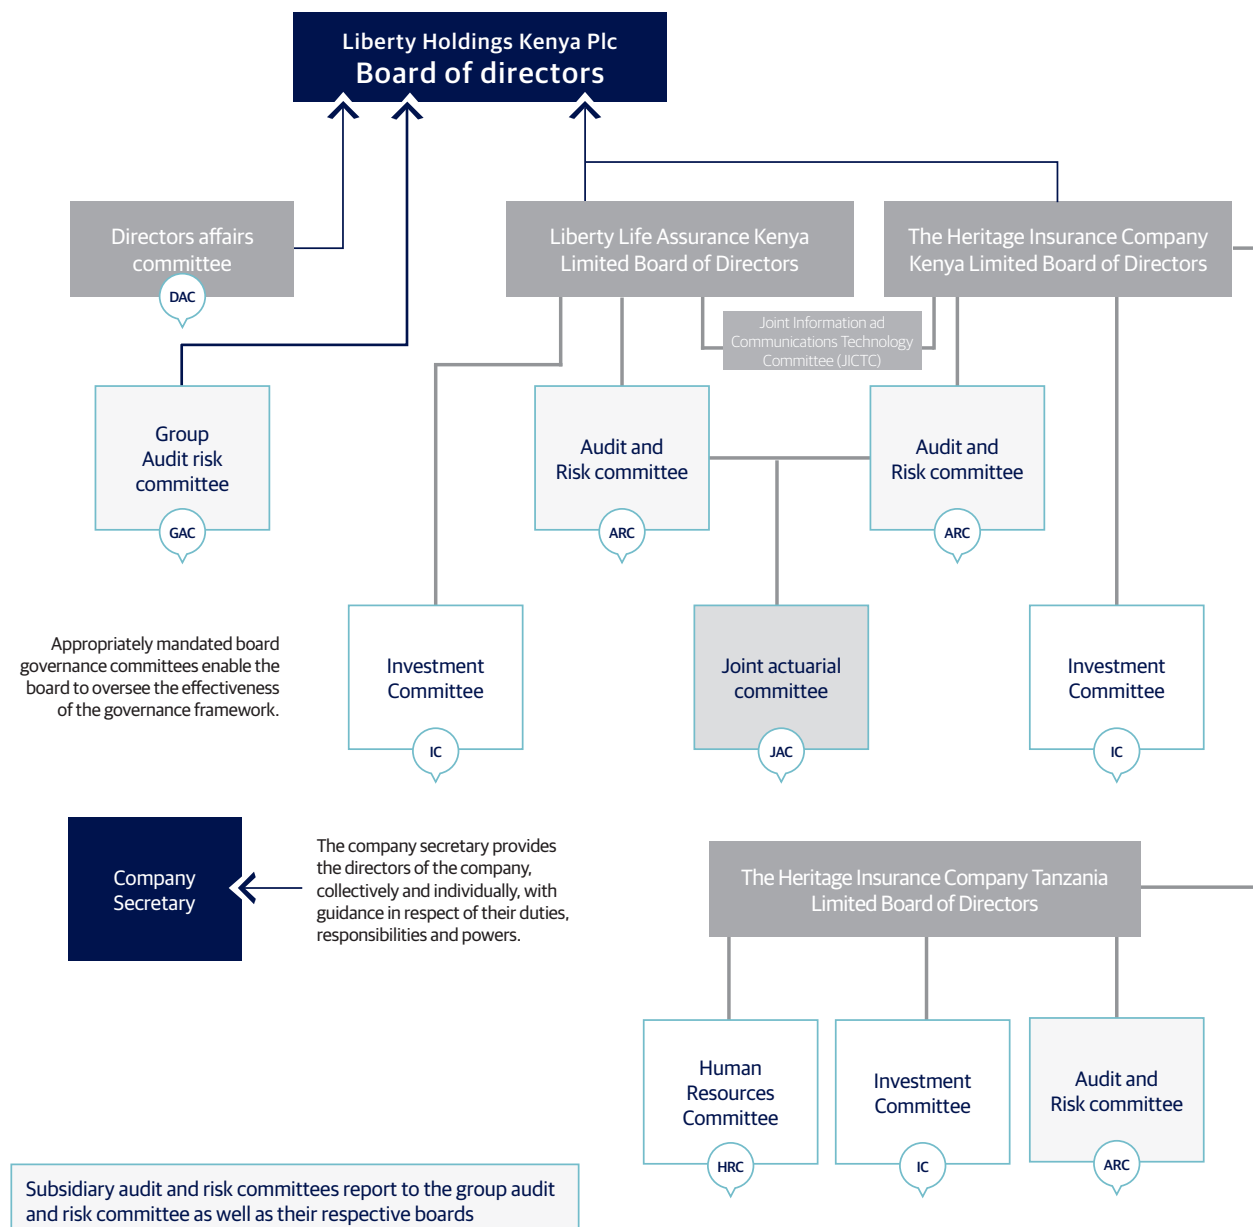 Liberty Holdings Kenya Plc
Board of directors
Directors affairs
committee
DAC
Liberty Life Assurance Kenya
Limited Board of Directors
The Heritage Insurance Company
Kenya Limited Board of Directors
Joint Information ad
Communications Technology
Committee (JICTC)
Group
Audit risk
committee
GAC
Audit and
Risk committee
ARC
Audit and
Risk committee
ARC
Appropriately mandated board
governance committees enable the
board to oversee the effectiveness
of the governance framework.
Investment
Committee
IC
Joint actuarial
committee
JAC
Investment
Committee
IC
Company
Secretary
The company secretary provides
the directors of the company,
collectively and individually, with
guidance in respect of their duties,
responsibilities and powers.
The Heritage Insurance Company Tanzania
Limited Board of Directors
Human
Resources
Committee
HRC
Investment
Committee
IC
Audit and
Risk committee
ARC
Subsidiary audit and risk committees report to the group audit
and risk committee as well as their respective boards